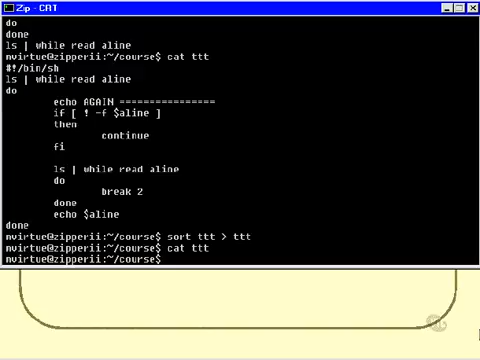 Zip - CAT
do
done
ls | while read aline
nvirtue@zipperii:~/course$ cat ttt
#!/bin/sh
ls | while read aline
do
echo AGAIN ================
if [ ! -f $aline ]
then
continue
fi
ls | while read aline
do
break 2
done
echo $aline
done
nvirtue@zipperii:~/course$ sort ttt > ttt
nvirtue@zipperii:~/course$ cat ttt
nvirtue@zipperii:~/course$